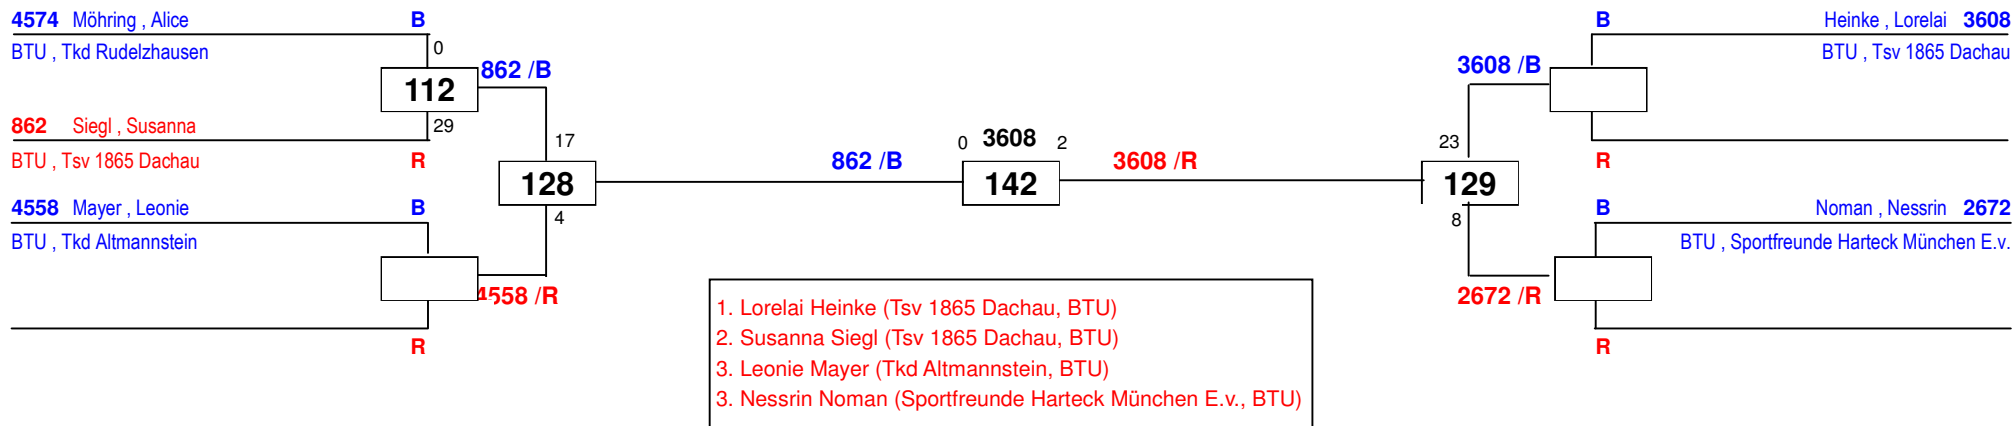 4574 Möhring , Alice B
BTU , Tkd Rudelzhausen
0
112
862 /B
29
862 Siegl , Susanna
BTU , Tsv 1865 Dachau R
17
128
4
4558 Mayer , Leonie B
BTU , Tkd Altmannstein
4558 /R
R
862 /B
0 3608 2
142
3608 /R
B Heinke , Lorelai 3608
BTU , Tsv 1865 Dachau
3608 /B
R
23
129
8
B Noman , Nessrin 2672
BTU , Sportfreunde Harteck München E.v.
2672 /R
R
1. Lorelai Heinke (Tsv 1865 Dachau, BTU)
2. Susanna Siegl (Tsv 1865 Dachau, BTU)
3. Leonie Mayer (Tkd Altmannstein, BTU)
3. Nessrin Noman (Sportfreunde Harteck München E.v., BTU)